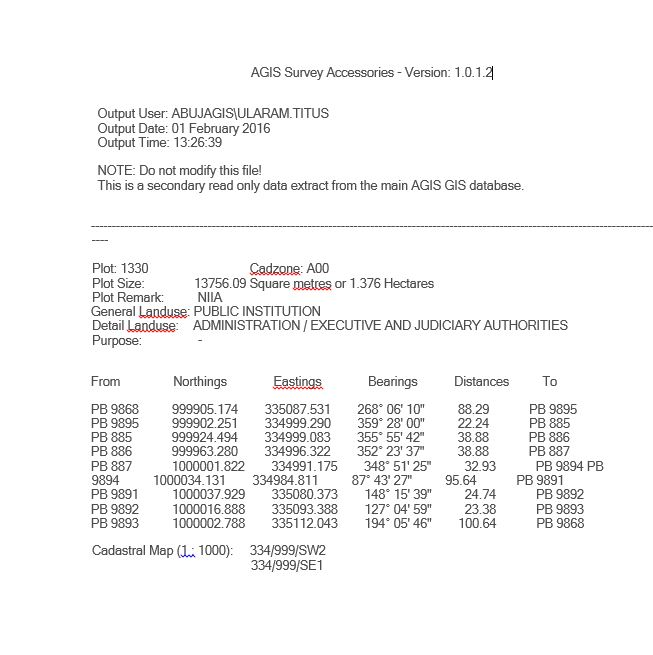 AGIS Survey Accessories - Version: 1.0.1.2
Output User: ABUJAGIS\ULARAM.TITUS
Output Date: 01 February 2016
Output Time: 13:26:39
NOTE: Do not modify this file!
This is a secondary read only data extract from the main AGIS GIS database.
--------------------------------------------------------------------------------------------------------------------------------------------
----
Plot: 1330 Cadzone: A00
Plot Size: 13756.09 Square metres or 1.376 Hectares
Plot Remark: NIIA
General Landuse: PUBLIC INSTITUTION
Detail Landuse: ADMINISTRATION / EXECUTIVE AND JUDICIARY AUTHORITIES
Purpose: -
From Northings Eastings Bearings Distances To
PB 9868 999905.174 335087.531 268° 06' 10" 88.29 PB 9895
PB 9895 999902.251 334999.290 359° 28' 00" 22.24 PB 885
PB 885 999924.494 334999.083 355° 55' 42" 38.88 PB 886
PB 886 999963.280 334996.322 352° 23' 37" 38.88 PB 887
PB 887 1000001.822 334991.175 348° 51' 25" 32.93 PB 9894 PB
9894 1000034.131 334984.811 87° 43' 27" 95.64 PB 9891
PB 9891 1000037.929 335080.373 148° 15' 39" 24.74 PB 9892
PB 9892 1000016.888 335093.388 127° 04' 59" 23.38 PB 9893
PB 9893 1000002.788 335112.043 194° 05' 46" 100.64 PB 9868
Cadastral Map (1 : 1000): 334/999/SW2
334/999/SE1